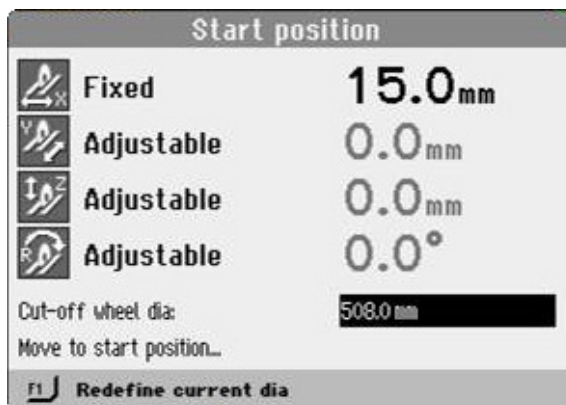 Start position
X Fixed 15.0mm
Y Adjustable 0.0mm
Z Adjustable 0.0mm
R Adjustable 0.0°
Cut-off wheel dia: 508.0 mm
Move to start position...
F1 Redefine current dia